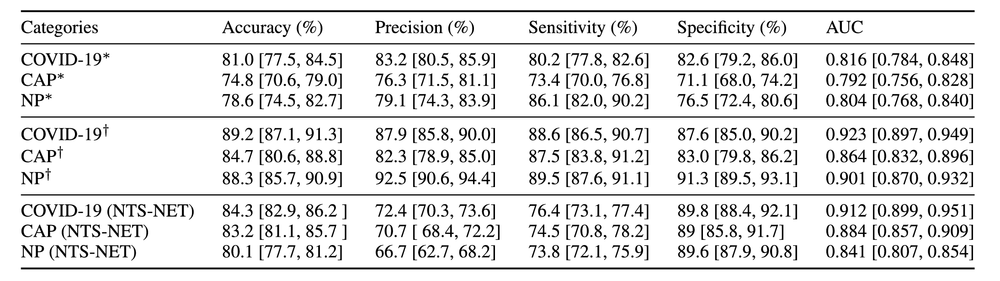 Categories Accuracy (%) Precision (%) Sensitivity (%) Specificity (%) AUC
COVID-19* 81.0 [77.5, 84.5] 83.2 [80.5, 85.9] 80.2 [77.8, 82.6] 82.6 [79.2, 86.0] 0.816 [0.784, 0.848]
CAP* 74.8 [70.6, 79.0] 76.3 [71.5, 81.1] 73.4 [70.0, 76.8] 71.1 [68.0, 74.2] 0.792 [0.756, 0.828]
NP* 78.6 [74.5, 82.7] 79.1 [74.3, 83.9] 86.1 [82.0, 90.2] 76.5 [72.4, 80.6] 0.804 [0.768, 0.840]
COVID-19† 89.2 [87.1, 91.3] 87.9 [85.8, 90.0] 88.6 [86.5, 90.7] 87.6 [85.0, 90.2] 0.923 [0.897, 0.949]
CAP† 84.7 [80.6, 88.8] 82.3 [78.9, 85.0] 87.5 [83.8, 91.2] 83.0 [79.8, 86.2] 0.864 [0.832, 0.896]
NP† 88.3 [85.7, 90.9] 92.5 [90.6, 94.4] 89.5 [87.6, 91.1] 91.3 [89.5, 93.1] 0.901 [0.870, 0.932]
COVID-19 (NTS-NET) 84.3 [82.9, 86.2 ] 72.4 [70.3, 73.6] 76.4 [73.1, 77.4] 89.8 [88.4, 92.1] 0.912 [0.899, 0.951]
CAP (NTS-NET) 83.2 [81.1, 85.7 ] 70.7 [ 68.4, 72.2] 74.5 [70.8, 78.2] 89 [85.8, 91.7] 0.884 [0.857, 0.909]
NP (NTS-NET) 80.1 [77.7, 81.2] 66.7 [62.7, 68.2] 73.8 [72.1, 75.9] 89.6 [87.9, 90.8] 0.841 [0.807, 0.854]